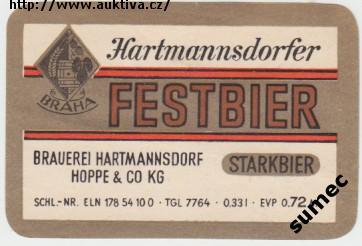 http://www.auktiva.cz/
Hartmannsdorfer
BRAHA
FESTBIER
BRAUEREI HARTMANNSDORF
HOPPE & CO KG
STARKBIER
SCHL.-NR. ELN 178 54 10 0 · TGL 7764 · 0.33 l · EVP 0.72
sumec